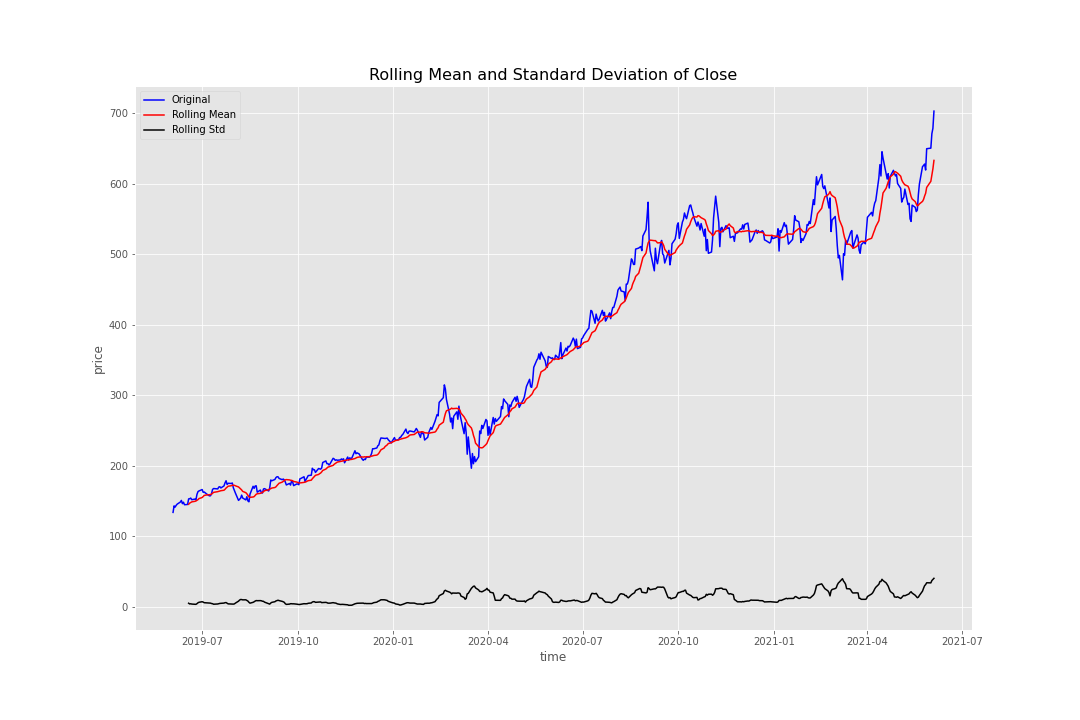 Rolling Mean and Standard Deviation of Close
Original
Rolling Mean
Rolling Std
700
600
500
400
300
200
100
0
price
2019-07
2019-10
2020-01
2020-04
2020-07
2020-10
2021-01
2021-04
2021-07
time